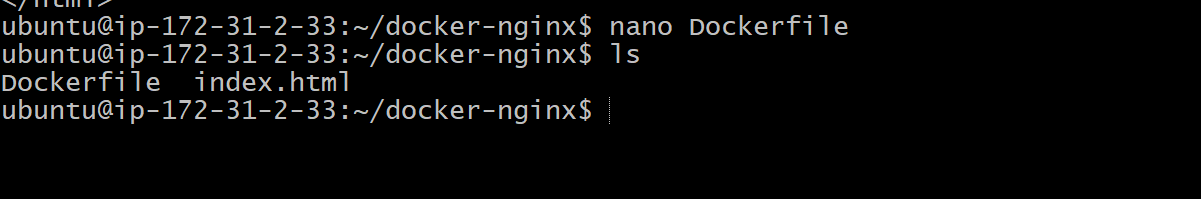 </html>
ubuntu@ip-172-31-2-33:~/docker-nginx$ nano Dockerfile
ubuntu@ip-172-31-2-33:~/docker-nginx$ ls
Dockerfile  index.html
ubuntu@ip-172-31-2-33:~/docker-nginx$